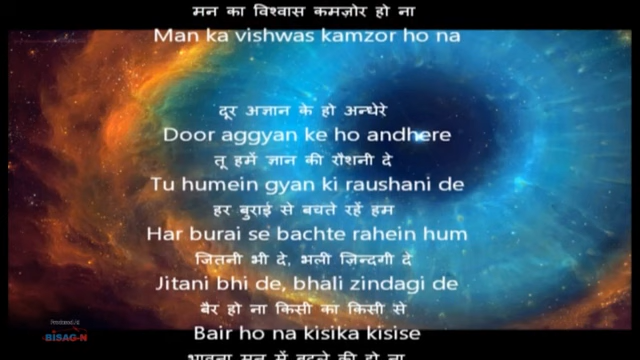 मन का विश्वास कमज़ोर हो ना
Man ka vishwas kamzor ho na
दूर अज्ञान के हो अन्धेरे
Door aggyan ke ho andhere
तू हमें ज्ञान की रौशनी दे
Tu humein gyan ki raushani de
हर बुराई से बचते रहें हम
Har burai se bachte rahein hum
जितनी भी दे, भली ज़िन्दगी दे
Jitani bhi de, bhali zindagi de
बैर हो ना किसी का किसी से
Bair ho na kisika kisise
भावना मन में बदले की हो ना
BISAG-N